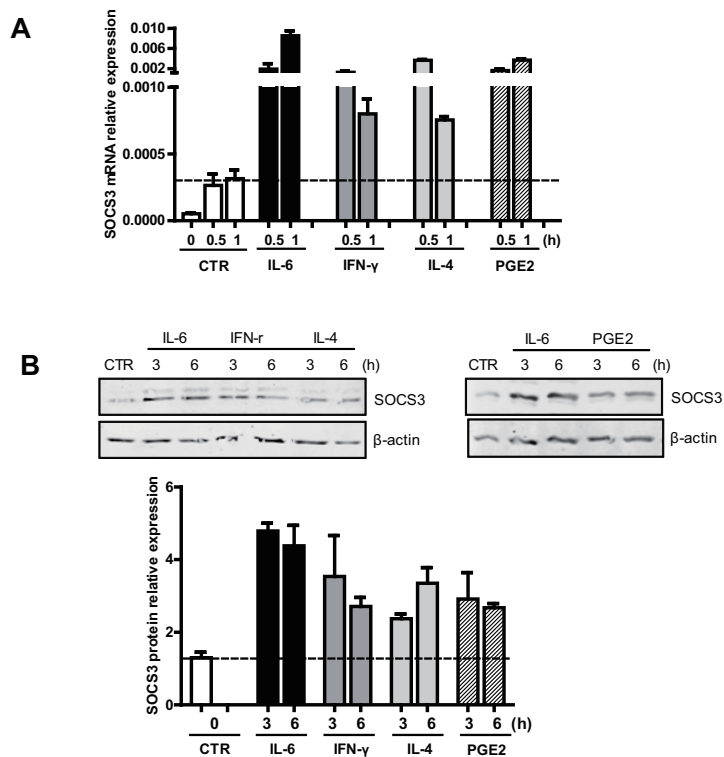 A
SOCS3 mRNA relative expression
0.010
0.006
0.002
0.0010
0.0005
0.0000
0 0.5 1 0.5 1 0.5 1 0.5 1 0.5 1 (h)
CTR IL-6 IFN-γ IL-4 PGE2
B
IL-6 IFN-r IL-4
CTR 3 6 3 6 3 6 (h)
SOCS3
β-actin
IL-6 PGE2
CTR 3 6 3 6 (h)
SOCS3
β-actin
SOCS3 protein relative expression
6
4
2
0
0 3 6 3 6 3 6 3 6 (h)
CTR IL-6 IFN-γ IL-4 PGE2